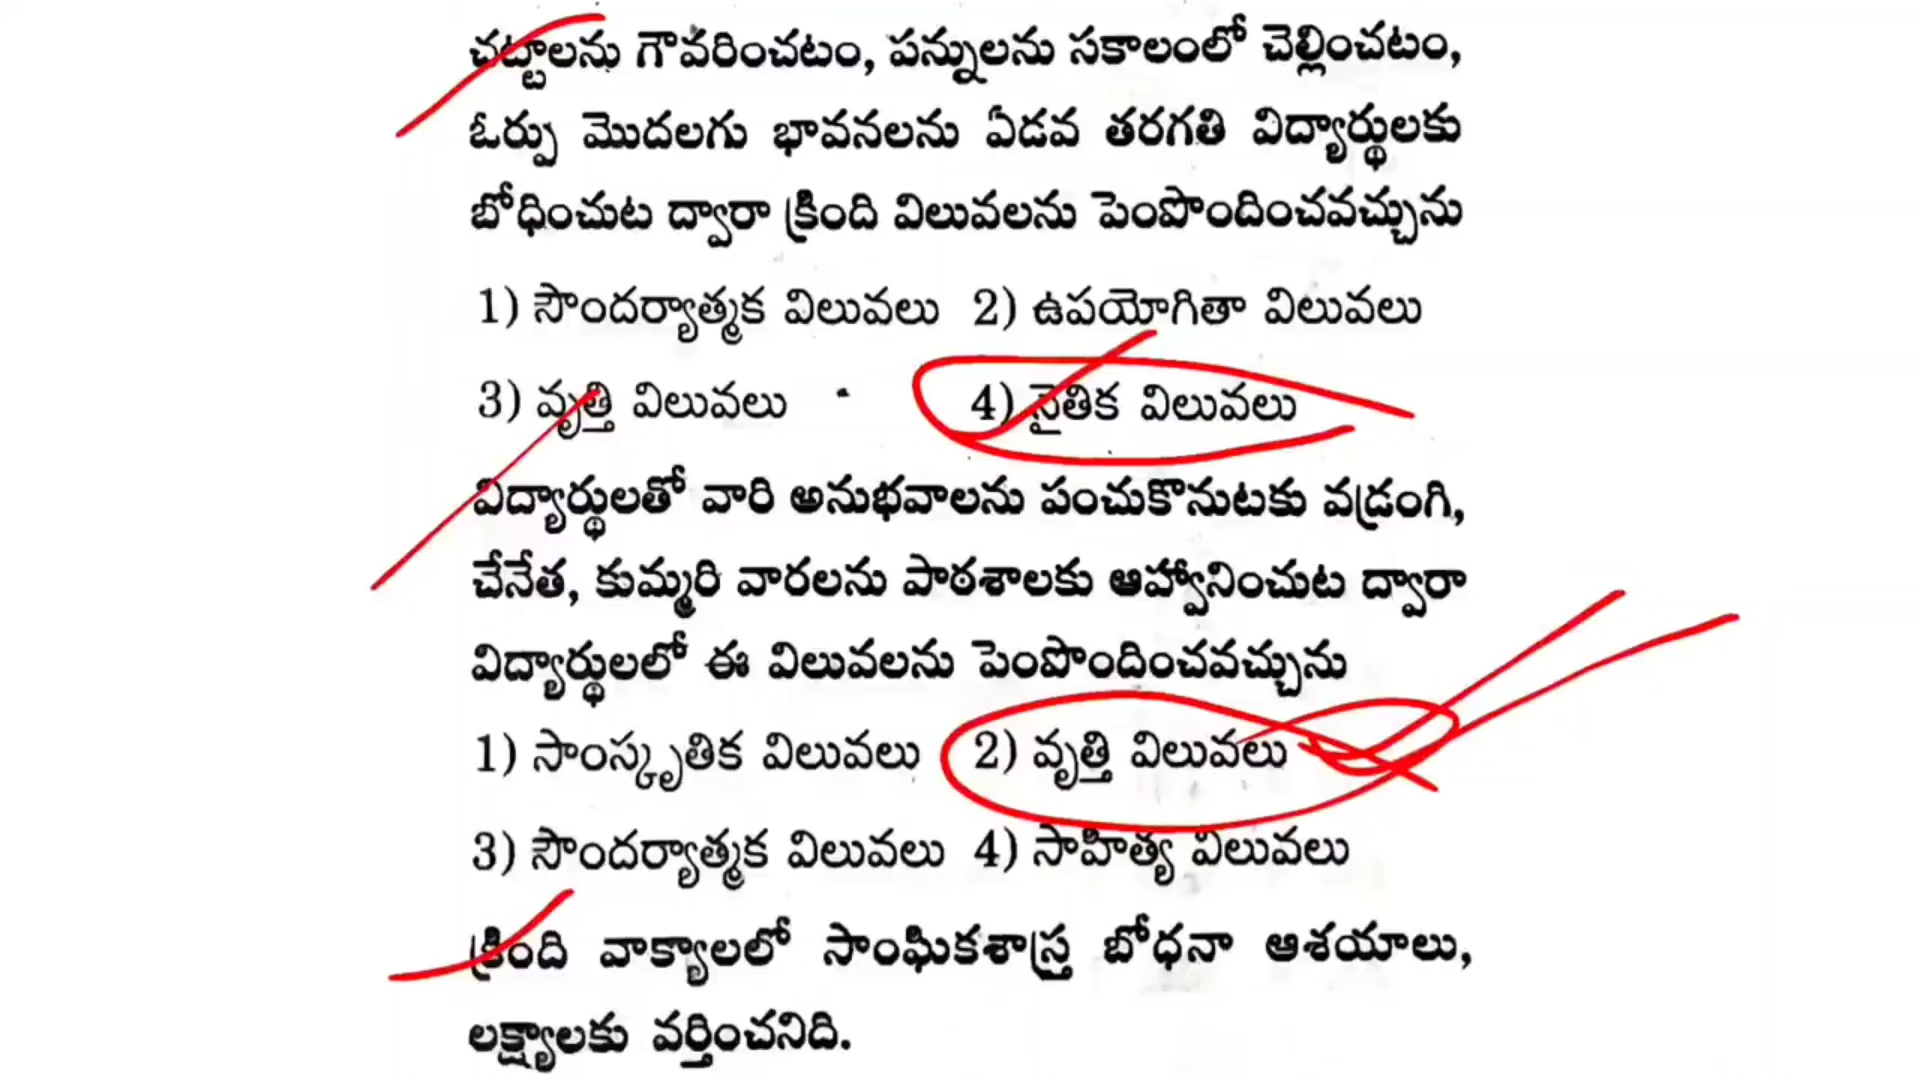 చట్టాలను గౌవరించటం, పన్నులను సకాలంలో చెల్లించటం,
ఓర్పు మొదలగు భావనలను ఏడవ తరగతి విద్యార్థులకు
బోధించుట ద్వారా క్రింది విలువలను పెంపొందించవచ్చును
1) సౌందర్యాత్మక విలువలు 2) ఉపయోగితా విలువలు
3) వృత్తి విలువలు 4) నైతిక విలువలు
విద్యార్థులతో వారి అనుభవాలను పంచుకొనుటకు వడ్రంగి,
చేనేత, కుమ్మరి వారలను పాఠశాలకు ఆహ్వానించుట ద్వారా
విద్యార్థులలో ఈ విలువలను పెంపొందించవచ్చును
1) సాంస్కృతిక విలువలు 2) వృత్తి విలువలు
3) సౌందర్యాత్మక విలువలు 4) సాహిత్య విలువలు
క్రింది వాక్యాలలో సాంఘికశాస్త్ర బోధనా ఆశయాలు,
లక్ష్యాలకు వర్తించనిది.